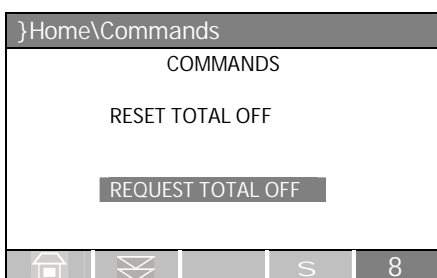 }Home\Commands
COMMANDS
RESET TOTAL OFF
REQUEST TOTAL OFF
S 8